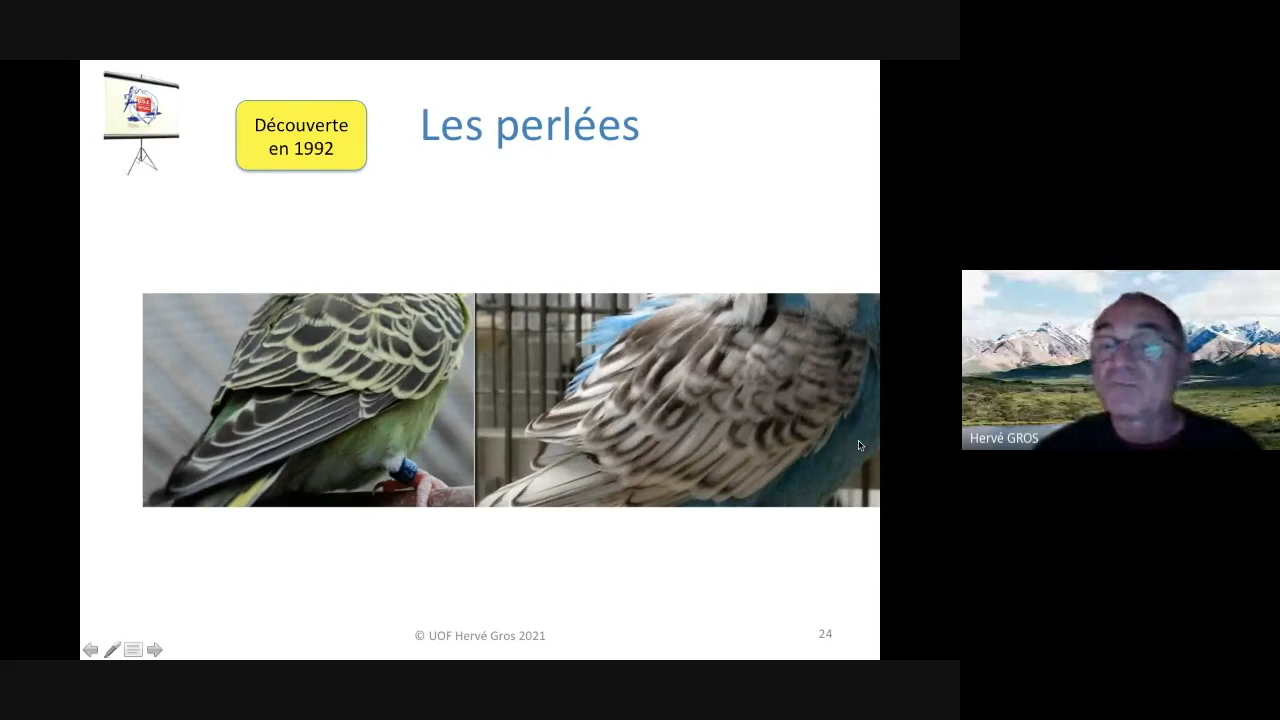 Découverte
en 1992
Les perlées
© UOF Hervé Gros 2021
24
Hervé GROS